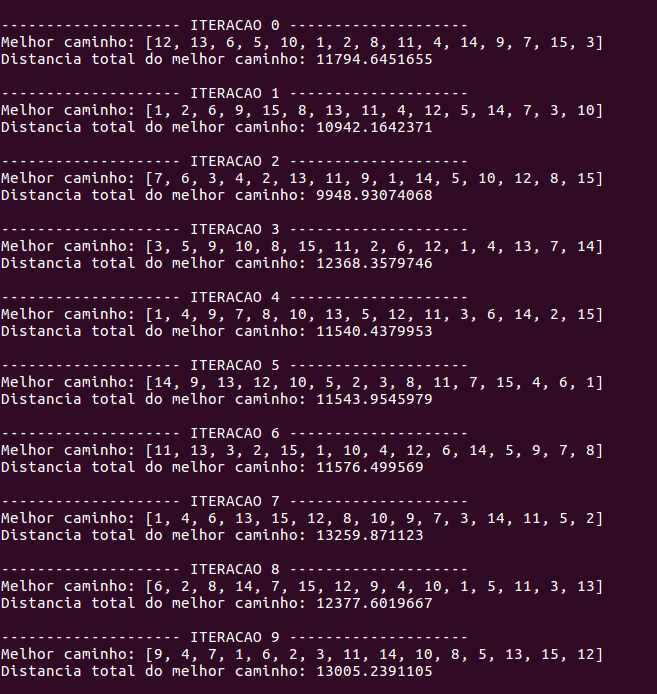 -------------------- ITERACAO 0 --------------------
Melhor caminho: [12, 13, 6, 5, 10, 1, 2, 8, 11, 4, 14, 9, 7, 15, 3]
Distancia total do melhor caminho: 11794.6451655
-------------------- ITERACAO 1 --------------------
Melhor caminho: [1, 2, 6, 9, 15, 8, 13, 11, 4, 12, 5, 14, 7, 3, 10]
Distancia total do melhor caminho: 10942.1642371
-------------------- ITERACAO 2 --------------------
Melhor caminho: [7, 6, 3, 4, 2, 13, 11, 9, 1, 14, 5, 10, 12, 8, 15]
Distancia total do melhor caminho: 9948.93074068
-------------------- ITERACAO 3 --------------------
Melhor caminho: [3, 5, 9, 10, 8, 15, 11, 2, 6, 12, 1, 4, 13, 7, 14]
Distancia total do melhor caminho: 12368.3579746
-------------------- ITERACAO 4 --------------------
Melhor caminho: [1, 4, 9, 7, 8, 10, 13, 5, 12, 11, 3, 6, 14, 2, 15]
Distancia total do melhor caminho: 11540.4379953
-------------------- ITERACAO 5 --------------------
Melhor caminho: [14, 9, 13, 12, 10, 5, 2, 3, 8, 11, 7, 15, 4, 6, 1]
Distancia total do melhor caminho: 11543.9545979
-------------------- ITERACAO 6 --------------------
Melhor caminho: [11, 13, 3, 2, 15, 1, 10, 4, 12, 6, 14, 5, 9, 7, 8]
Distancia total do melhor caminho: 11576.499569
-------------------- ITERACAO 7 --------------------
Melhor caminho: [1, 4, 6, 13, 15, 12, 8, 10, 9, 7, 3, 14, 11, 5, 2]
Distancia total do melhor caminho: 13259.871123
-------------------- ITERACAO 8 --------------------
Melhor caminho: [6, 2, 8, 14, 7, 15, 12, 9, 4, 10, 1, 5, 11, 3, 13]
Distancia total do melhor caminho: 12377.6019667
-------------------- ITERACAO 9 --------------------
Melhor caminho: [9, 4, 7, 1, 6, 2, 3, 11, 14, 10, 8, 5, 13, 15, 12]
Distancia total do melhor caminho: 13005.2391105